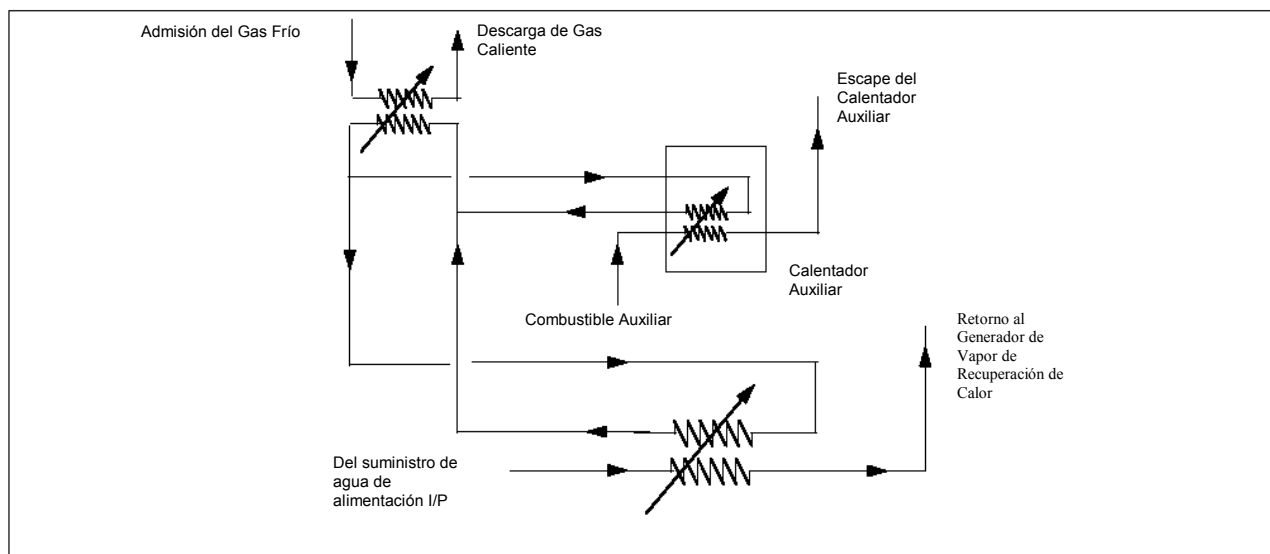 Admisión del Gas Frío
Descarga de Gas
Caliente
Escape del
Calentador
Auxiliar
Calentador
Auxiliar
Combustible Auxiliar
Retorno al
Generador de
Vapor de
Recuperación de
Calor
Del suministro de
agua de
alimentación I/P